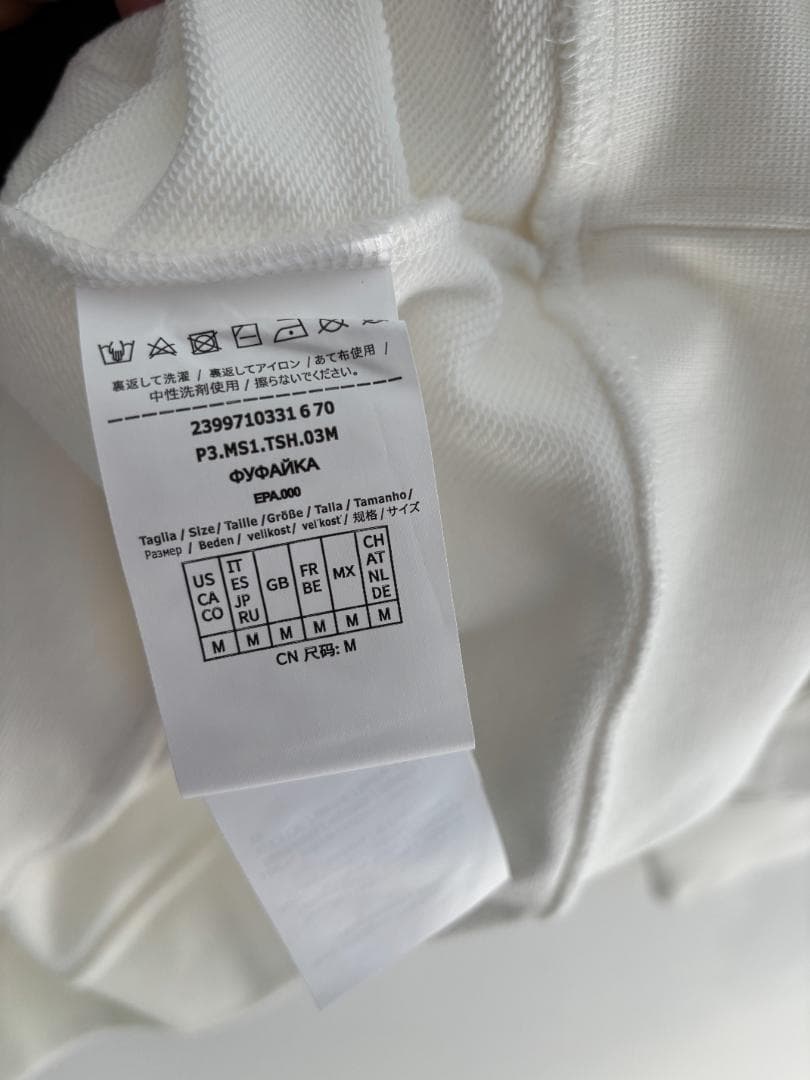 裏返して洗濯 / 裏返してアイロン / あて布使用 /
中性洗剤使用 / 擦らないでください。
2399710331 6 70
P3.MS1.TSH.03M
ФУФАЙКА
EPA.000
Taglia / Size/ Taille /Größe / Talla / Tamanho/
Размер / Beden / velikost/ veľkosť/ 规格 / サイズ
US CA CO
IT ES JP RU
GB
FR BE
MX
CH AT NL DE
M M M M M M
CN 尺码: M